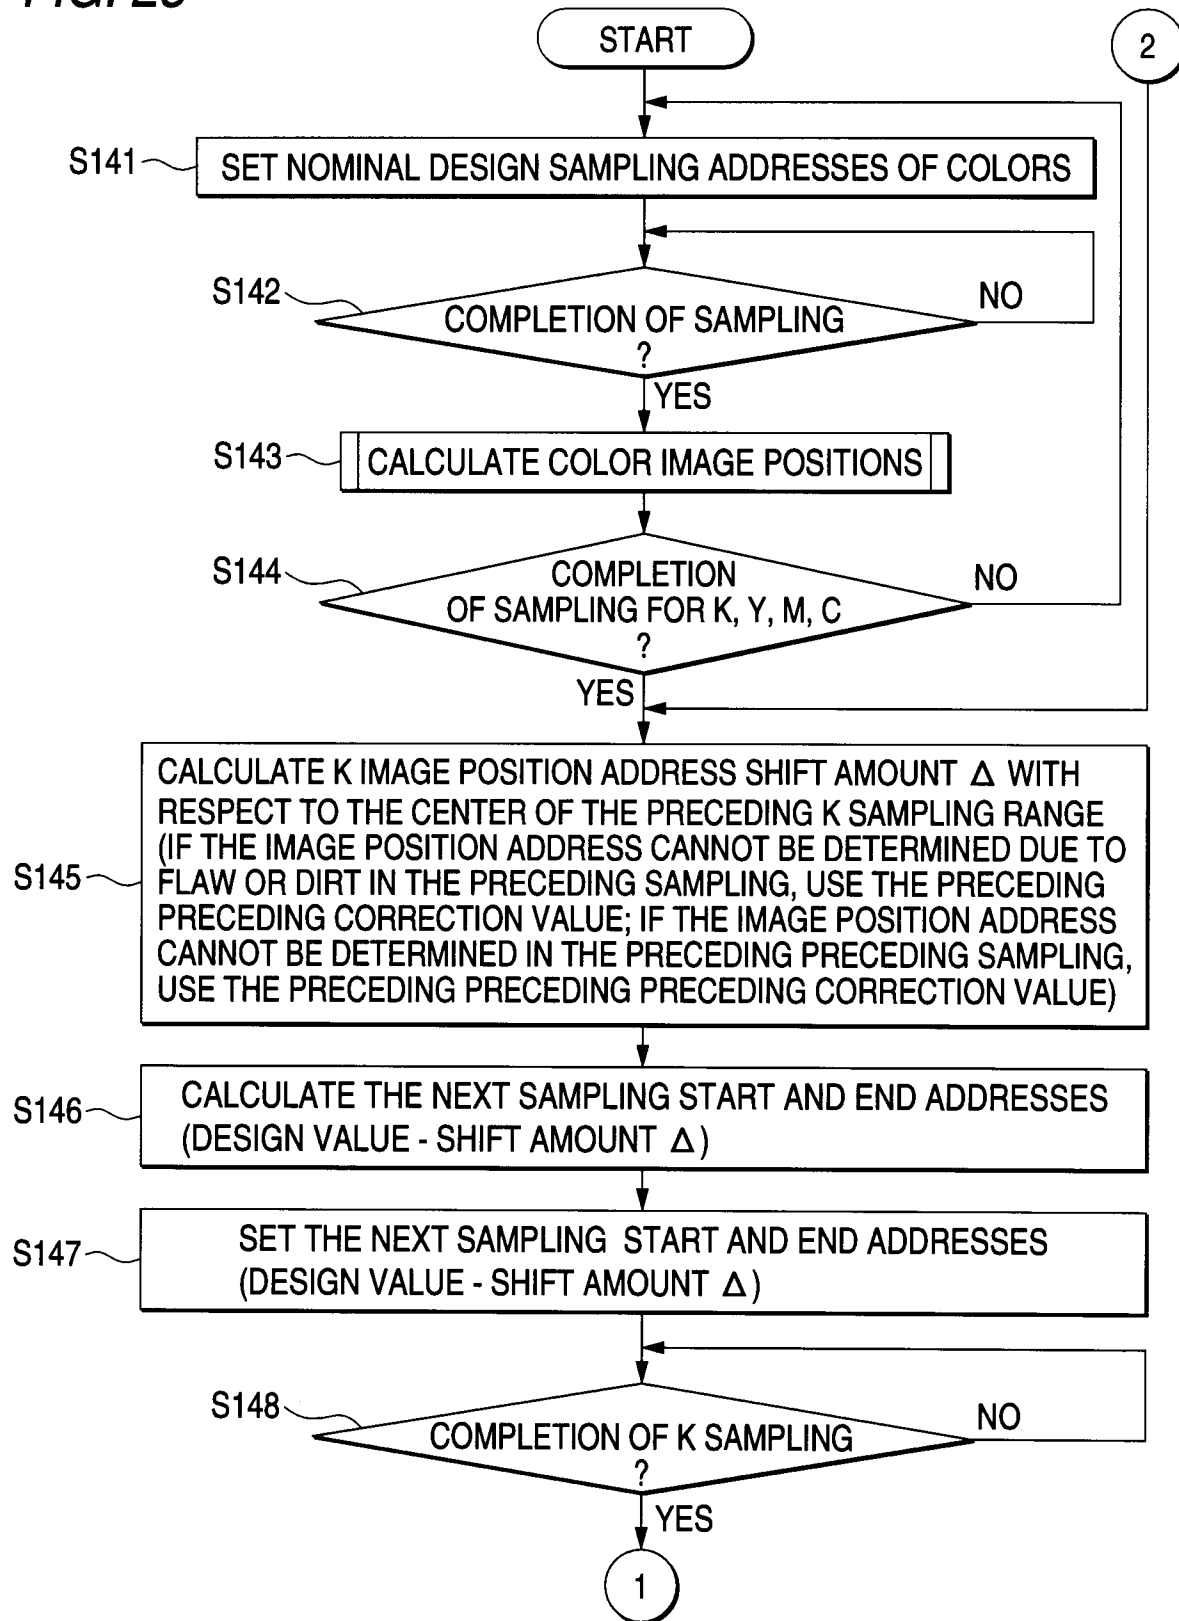 START
2
S141
SET NOMINAL DESIGN SAMPLING ADDRESSES OF COLORS
S142
COMPLETION OF SAMPLING
?
NO
YES
S143
CALCULATE COLOR IMAGE POSITIONS
S144
COMPLETION
OF SAMPLING FOR K, Y, M, C
?
NO
YES
S145
CALCULATE K IMAGE POSITION ADDRESS SHIFT AMOUNT Δ WITH
RESPECT TO THE CENTER OF THE PRECEDING K SAMPLING RANGE
(IF THE IMAGE POSITION ADDRESS CANNOT BE DETERMINED DUE TO
FLAW OR DIRT IN THE PRECEDING SAMPLING, USE THE PRECEDING
PRECEDING CORRECTION VALUE; IF THE IMAGE POSITION ADDRESS
CANNOT BE DETERMINED IN THE PRECEDING PRECEDING SAMPLING,
USE THE PRECEDING PRECEDING PRECEDING CORRECTION VALUE)
S146
CALCULATE THE NEXT SAMPLING START AND END ADDRESSES
(DESIGN VALUE - SHIFT AMOUNT Δ)
S147
SET THE NEXT SAMPLING START AND END ADDRESSES
(DESIGN VALUE - SHIFT AMOUNT Δ)
S148
COMPLETION OF K SAMPLING
?
NO
YES
1